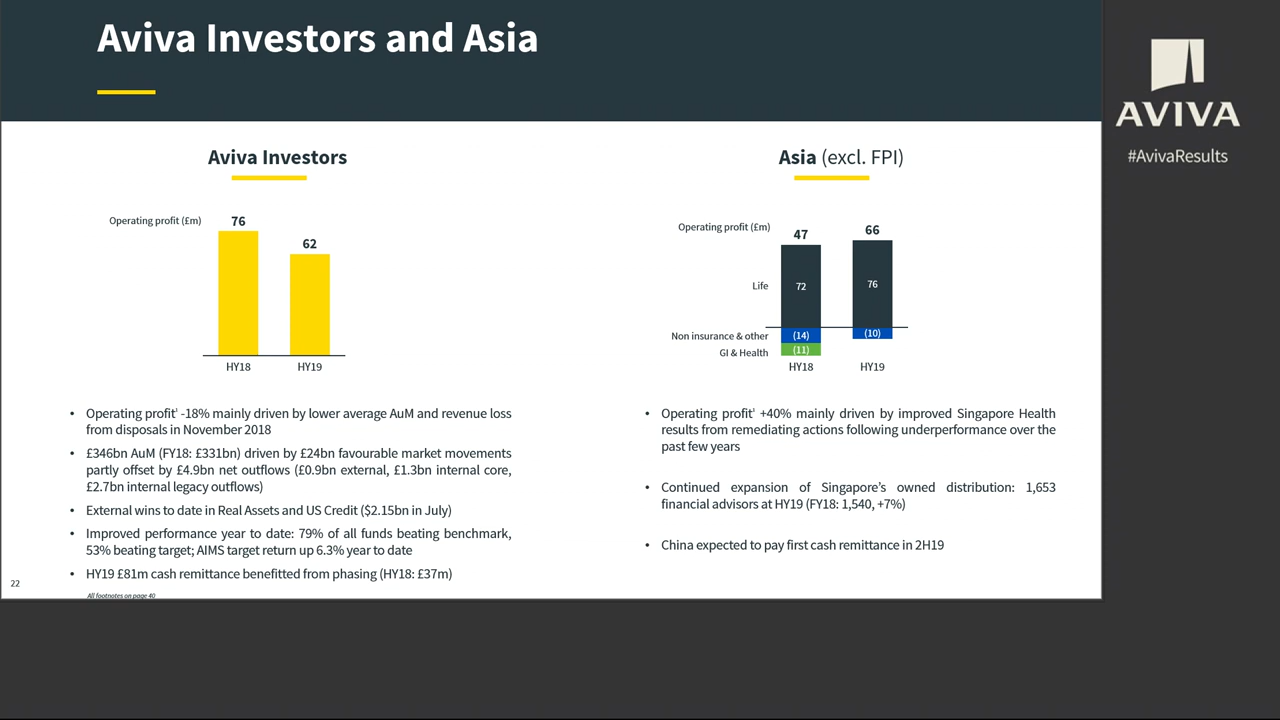 Aviva Investors and Asia
AVIVA
#AvivaResults
Aviva Investors
Operating profit (£m)
76
62
HY18
HY19
• Operating profit¹ -18% mainly driven by lower average AuM and revenue loss
from disposals in November 2018
• £346bn AuM (FY18: £331bn) driven by £24bn favourable market movements
partly offset by £4.9bn net outflows (£0.9bn external, £1.3bn internal core,
£2.7bn internal legacy outflows)
• External wins to date in Real Assets and US Credit ($2.15bn in July)
• Improved performance year to date: 79% of all funds beating benchmark,
53% beating target; AIMS target return up 6.3% year to date
• HY19 £81m cash remittance benefitted from phasing (HY18: £37m)
Asia (excl. FPI)
Operating profit (£m)
47
66
Life
72
76
Non insurance & other
(14)
(10)
GI & Health
(11)
HY18
HY19
• Operating profit¹ +40% mainly driven by improved Singapore Health
results from remediating actions following underperformance over the
past few years
• Continued expansion of Singapore's owned distribution: 1,653
financial advisors at HY19 (FY18: 1,540, +7%)
• China expected to pay first cash remittance in 2H19
22
All footnotes on page 40